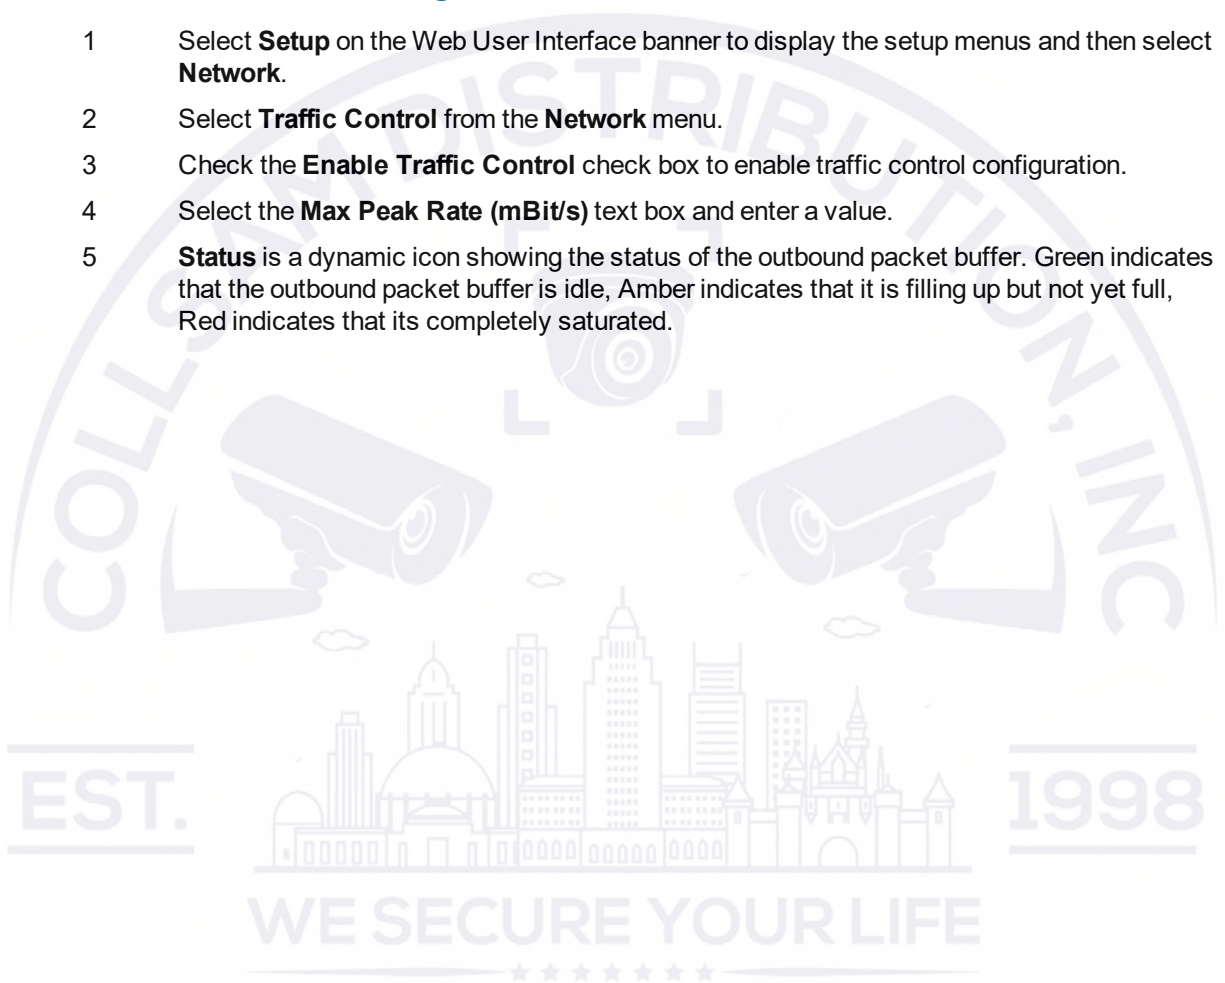 1 Select Setup on the Web User Interface banner to display the setup menus and then select
Network.
2 Select Traffic Control from the Network menu.
3 Check the Enable Traffic Control check box to enable traffic control configuration.
4 Select the Max Peak Rate (mBit/s) text box and enter a value.
5 Status is a dynamic icon showing the status of the outbound packet buffer. Green indicates
that the outbound packet buffer is idle, Amber indicates that it is filling up but not yet full,
Red indicates that its completely saturated.
COLLSAM DISTRIBUTION, INC
EST. 1998
WE SECURE YOUR LIFE